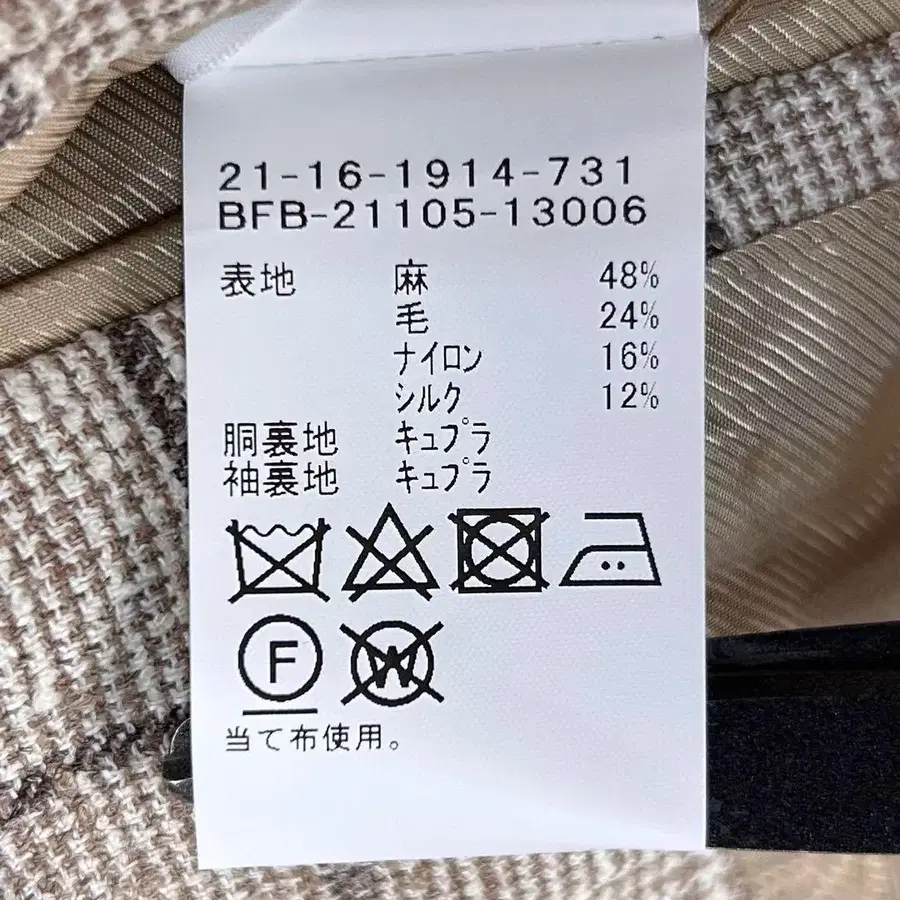 21-16-1914-731
BFB-21105-13006
表地 麻 48%
毛 24%
ナイロン 16%
シルク 12%
胴裏地 キュプラ
袖裏地 キュプラ
F W
当て布使用。